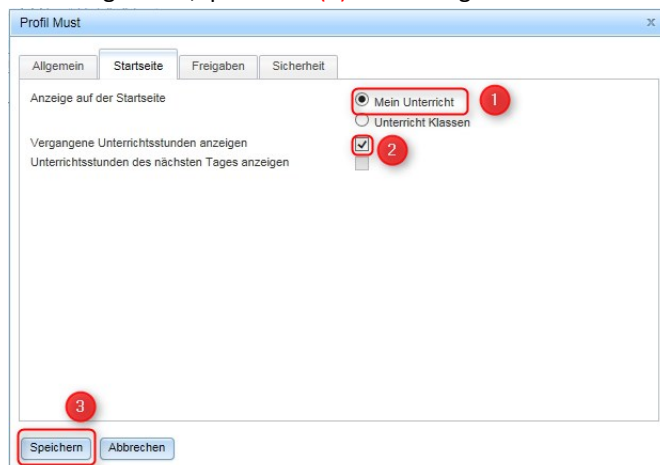 Profil Must x
Allgemein Startseite Freigaben Sicherheit
Anzeige auf der Startseite
Mein Unterricht 1
Unterricht Klassen
Vergangene Unterrichtsstunden anzeigen 2
Unterrichtsstunden des nächsten Tages anzeigen
3
Speichern Abbrechen